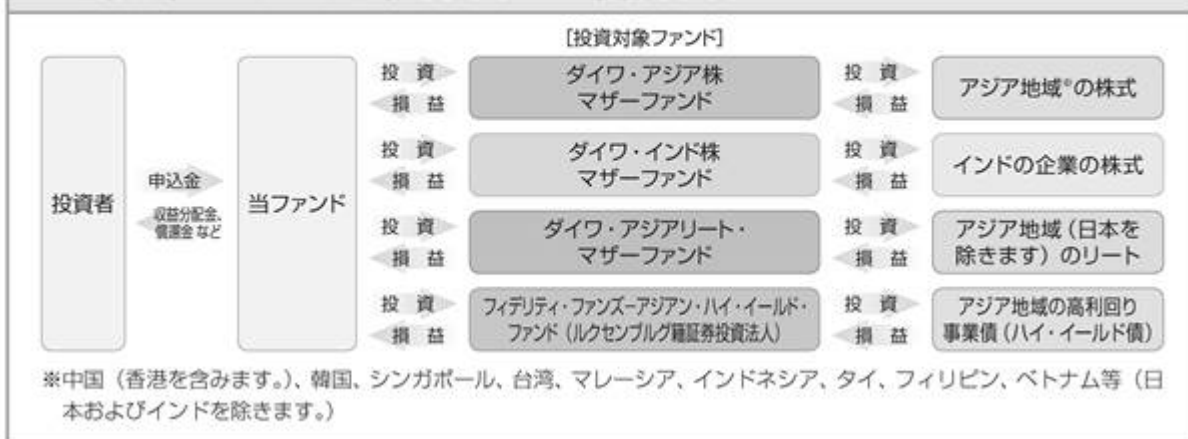 [投資対象ファンド]
投資者
申込金
収益分配金、
償還金 など
当ファンド
投 資
損 益
ダイワ・アジア株
マザーファンド
投 資
損 益
アジア地域※の株式
投 資
損 益
ダイワ・インド株
マザーファンド
投 資
損 益
インドの企業の株式
投 資
損 益
ダイワ・アジアリート・
マザーファンド
投 資
損 益
アジア地域（日本を
除きます）のリート
投 資
損 益
フィデリティ・ファンズ−アジアン・ハイ・イールド・
ファンド（ルクセンブルグ籍証券投資法人）
投 資
損 益
アジア地域の高利回り
事業債（ハイ・イールド債）
※中国（香港を含みます。）、韓国、シンガポール、台湾、マレーシア、インドネシア、タイ、フィリピン、ベトナム等（日
本およびインドを除きます。）